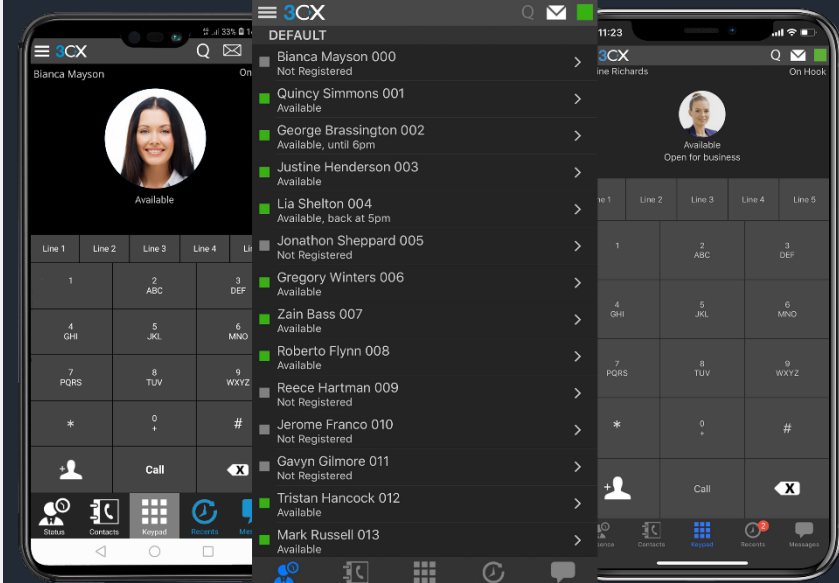 33%
3CX
Bianca Mayson
On
Available
Line 1 Line 2 Line 3 Line 4
1 2 3
ABC DEF
4 5 6
GHI JKL MNO
7 8 9
PQRS TUV WXYZ
* 0 #
+
+ Call X
Status Contacts Keypad Recents Mes
3CX
DEFAULT
Bianca Mayson 000
Not Registered
Quincy Simmons 001
Available
George Brassington 002
Available, until 6pm
Justine Henderson 003
Available
Lia Shelton 004
Available, back at 5pm
Jonathon Sheppard 005
Not Registered
Gregory Winters 006
Available
Zain Bass 007
Available
Roberto Flynn 008
Available
Reece Hartman 009
Not Registered
Jerome Franco 010
Not Registered
Gavyn Gilmore 011
Not Registered
Tristan Hancock 012
Available
Mark Russell 013
Available
11:23
3CX
ine Richards On Hook
Available
Open for business
ne 1 Line 2 Line 3 Line 4 Line 5
1 2 3
ABC DEF
4 5 6
GHI JKL MNO
7 8 9
PQRS TUV WXYZ
* 0 #
+
+ Call X
2
sence Contacts Keypad Recents Messages